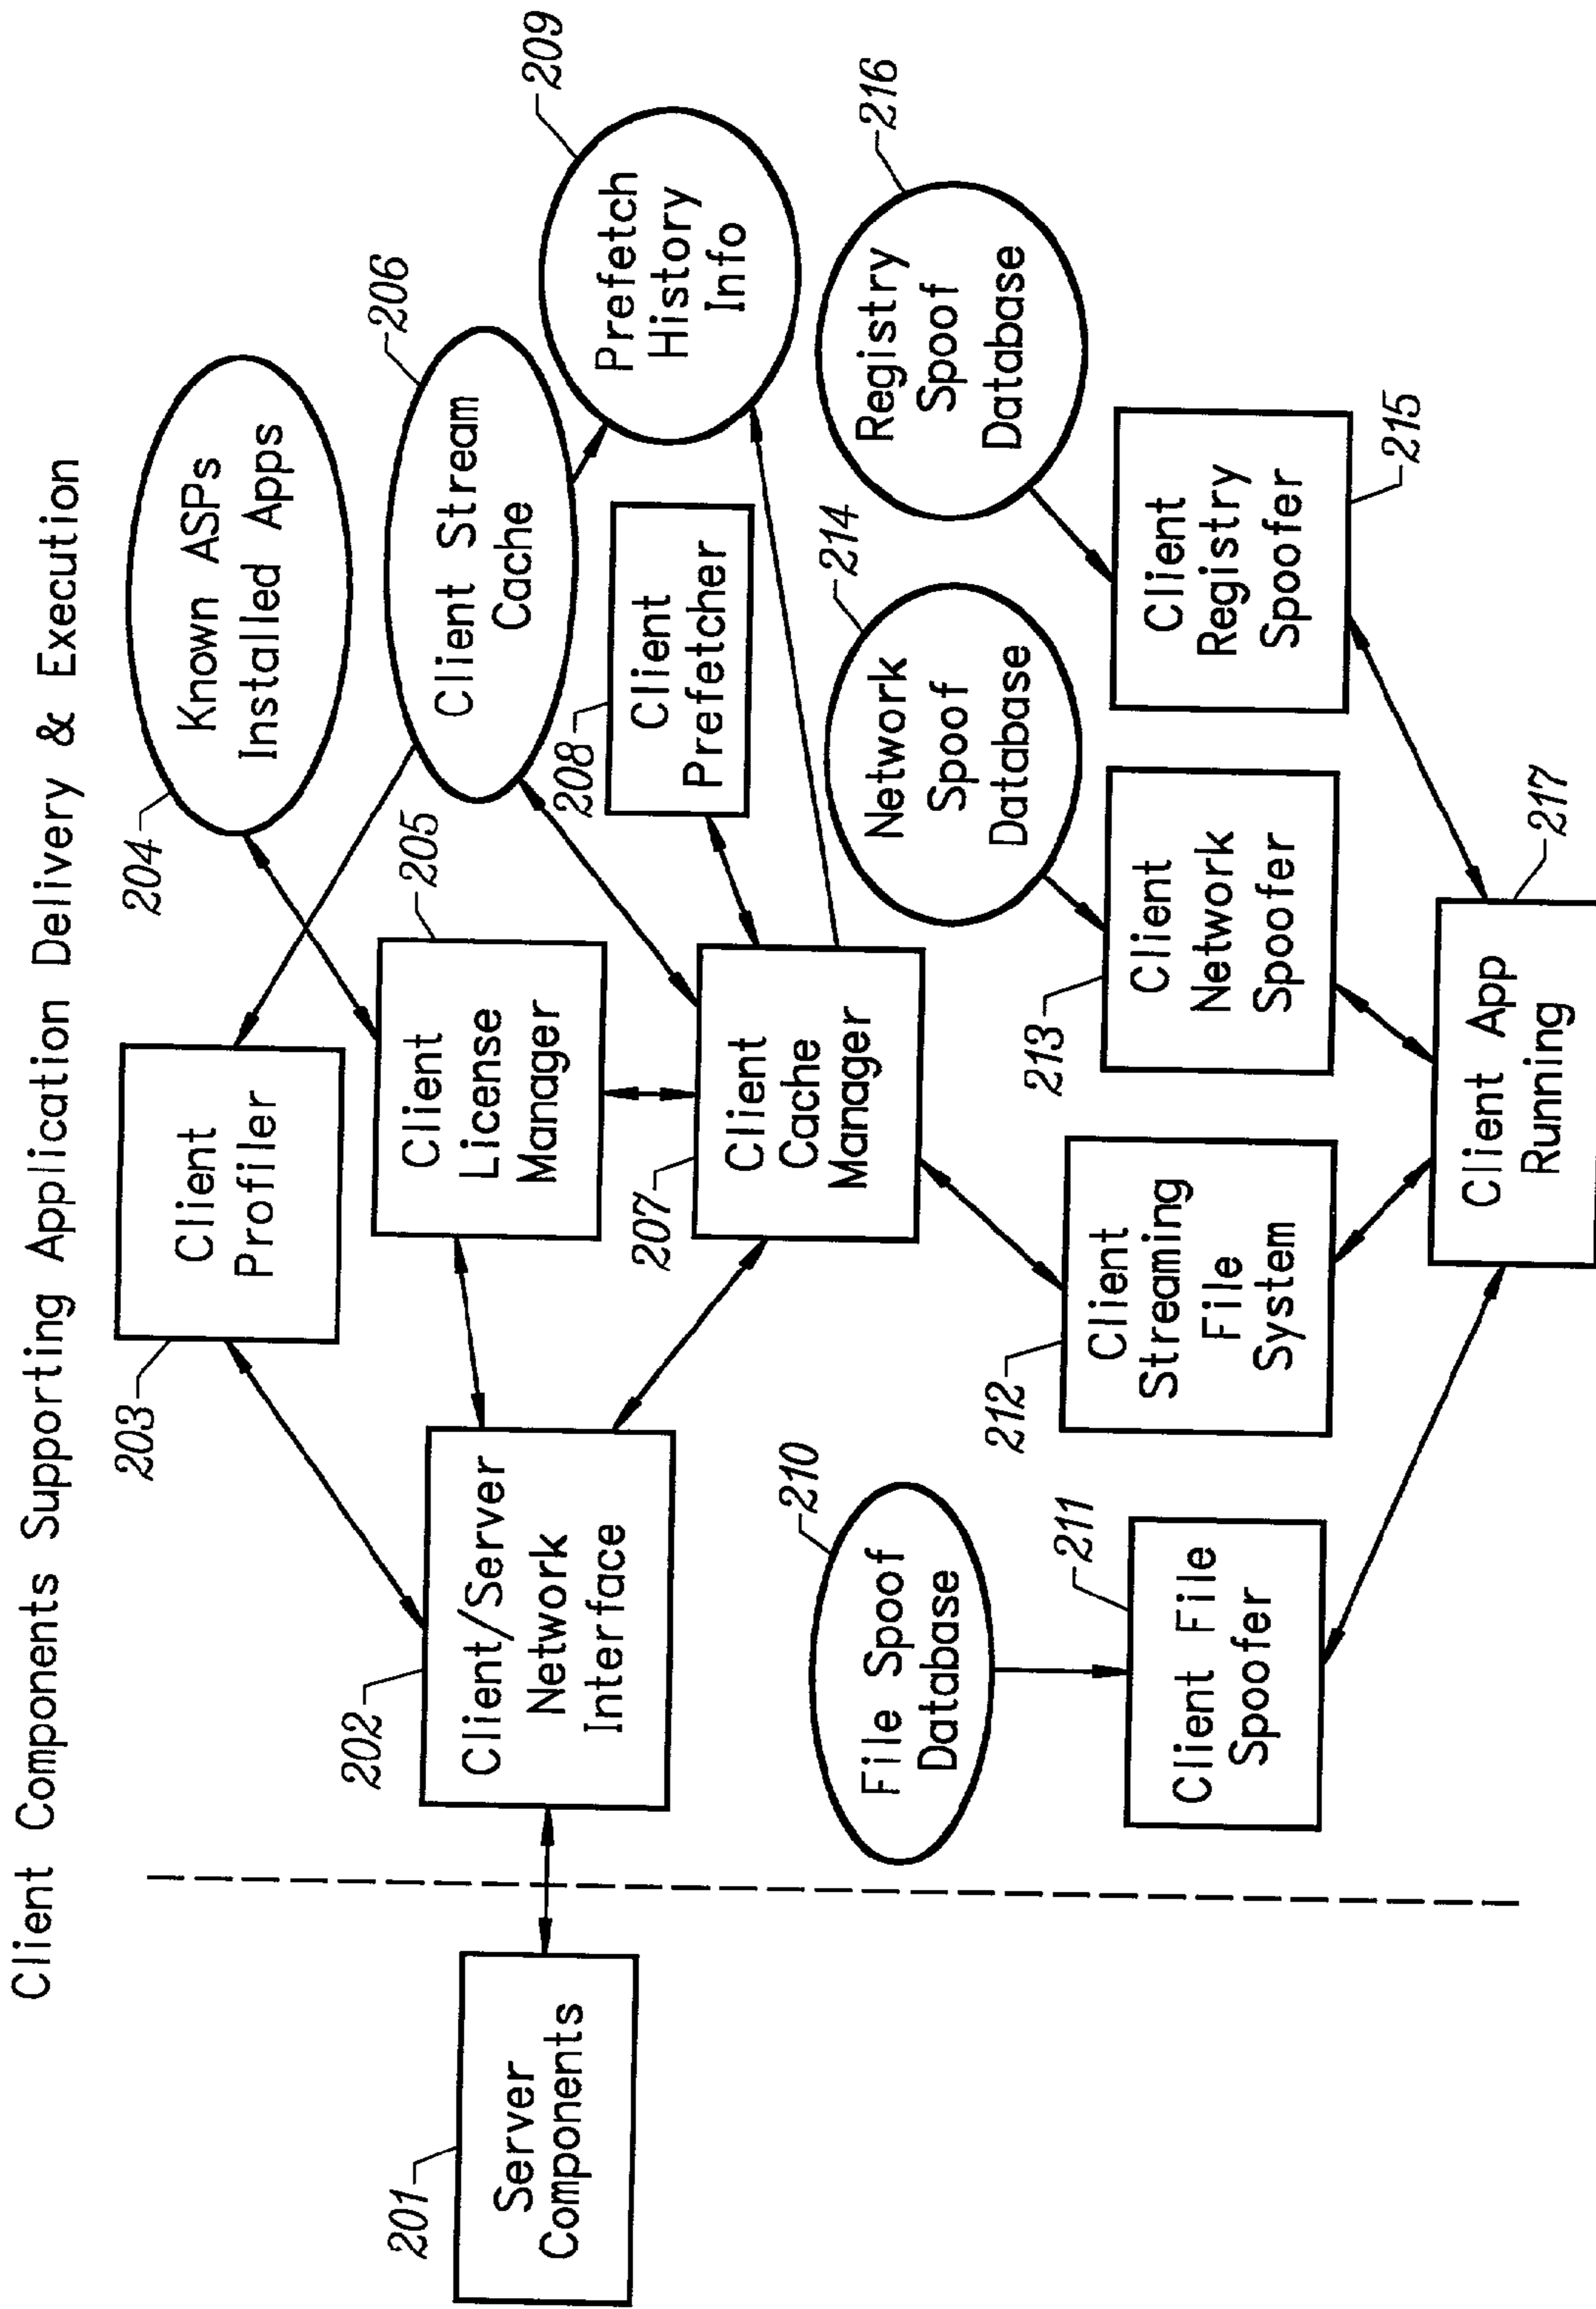 Client Components Supporting Application Delivery & Execution
201
Server
Components
202
Client/Server
Network
Interface
203
Client
Profiler
204
Known ASPs
Installed Apps
205
Client
License
Manager
206
Client Stream
Cache
207
Client
Cache
Manager
208
Client
Prefetcher
209
Prefetch
History
Info
210
File Spoof
Database
211
Client File
Spoofer
212
Client
Streaming
File
System
213
Client
Network
Spoofer
214
Network
Spoof
Database
215
Client
Registry
Spoofer
216
Registry
Spoof
Database
217
Client App
Running